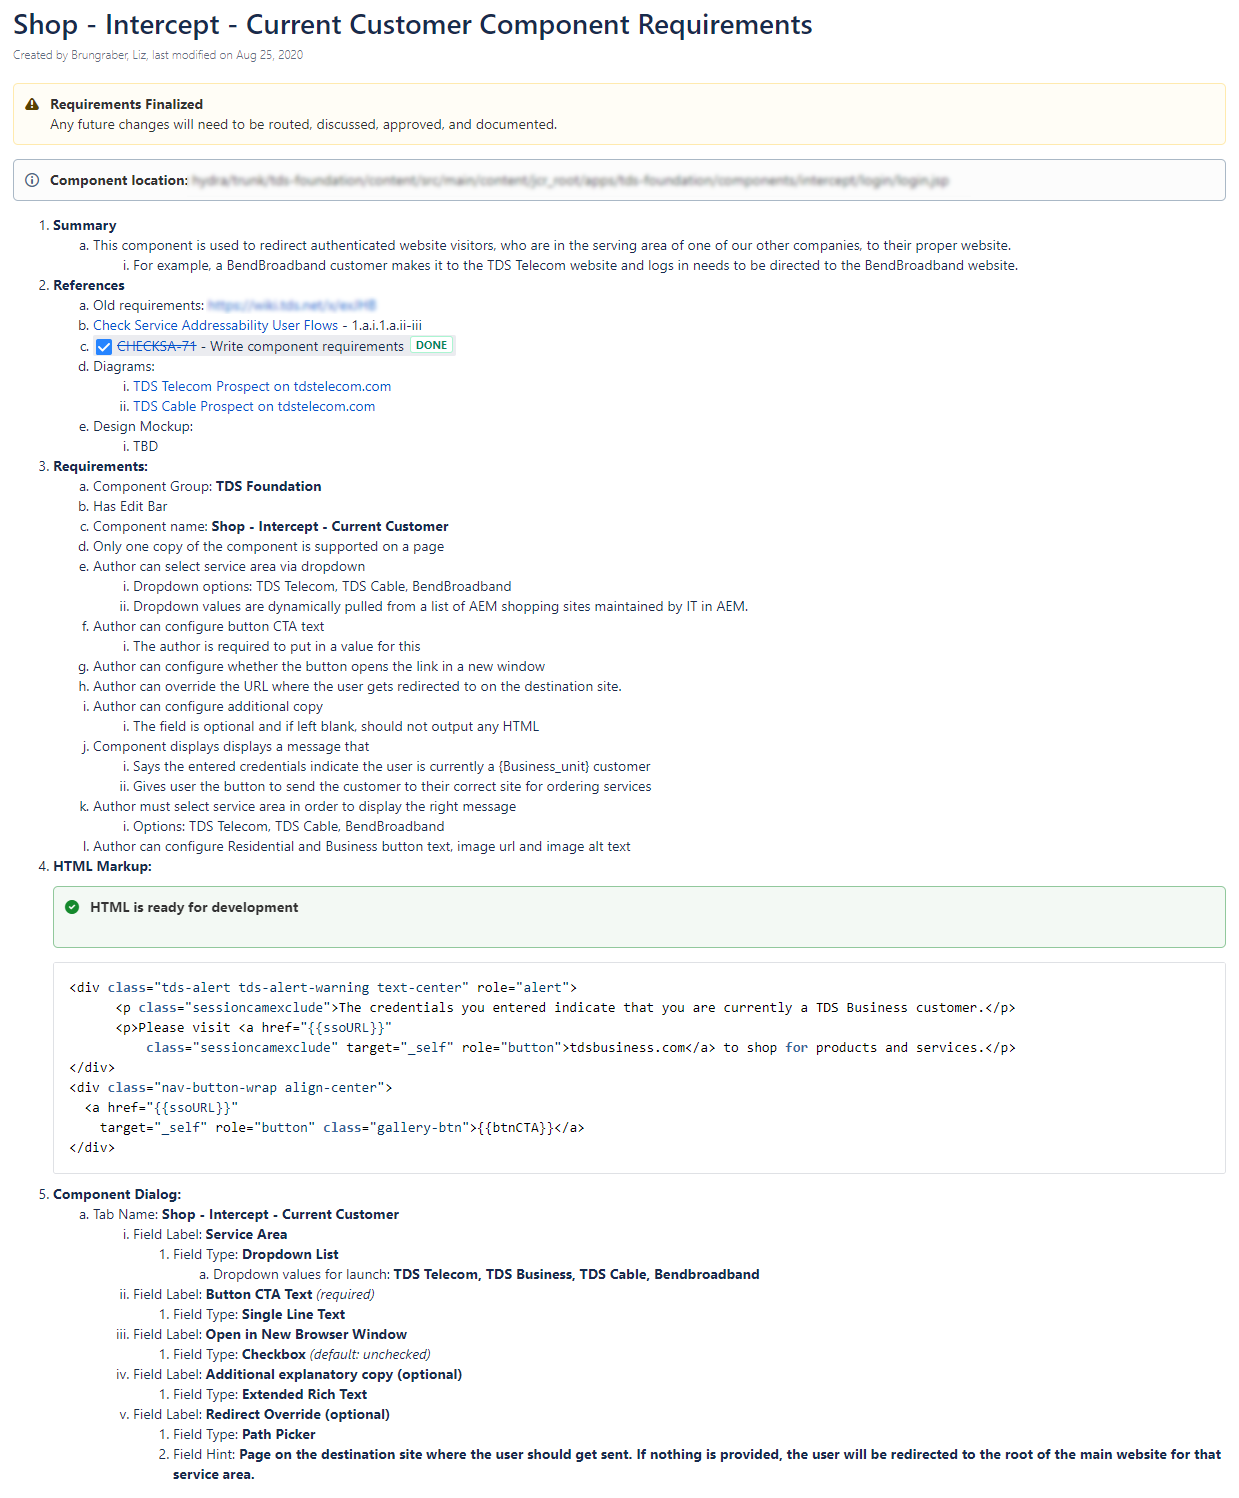 Shop - Intercept - Current Customer Component Requirements
Created by Brungraber, Liz, last modified on Aug 25, 2020
Requirements Finalized
Any future changes will need to be routed, discussed, approved, and documented.
Component location:
1. Summary
a. This component is used to redirect authenticated website visitors, who are in the serving area of one of our other companies, to their proper website.
i. For example, a BendBroadband customer makes it to the TDS Telecom website and logs in needs to be directed to the BendBroadband website.
2. References
a. Old requirements:
b. Check Service Addressability User Flows - 1.a.i.1.a.ii-iii
c. CHECKSA-71 - Write component requirements DONE
d. Diagrams:
i. TDS Telecom Prospect on tdstelecom.com
ii. TDS Cable Prospect on tdstelecom.com
e. Design Mockup:
i. TBD
3. Requirements:
a. Component Group: TDS Foundation
b. Has Edit Bar
c. Component name: Shop - Intercept - Current Customer
d. Only one copy of the component is supported on a page
e. Author can select service area via dropdown
i. Dropdown options: TDS Telecom, TDS Cable, BendBroadband
ii. Dropdown values are dynamically pulled from a list of AEM shopping sites maintained by IT in AEM.
f. Author can configure button CTA text
i. The author is required to put in a value for this
g. Author can configure whether the button opens the link in a new window
h. Author can override the URL where the user gets redirected to on the destination site.
i. Author can configure additional copy
i. The field is optional and if left blank, should not output any HTML
j. Component displays displays a message that
i. Says the entered credentials indicate the user is currently a {Business_unit} customer
ii. Gives user the button to send the customer to their correct site for ordering services
k. Author must select service area in order to display the right message
i. Options: TDS Telecom, TDS Cable, BendBroadband
l. Author can configure Residential and Business button text, image url and image alt text
4. HTML Markup:
HTML is ready for development
<div class="tds-alert tds-alert-warning text-center" role="alert">
<p class="sessioncamexclude">The credentials you entered indicate that you are currently a TDS Business customer.</p>
<p>Please visit <a href="{{ssoURL}}"
class="sessioncamexclude" target="_self" role="button">tdsbusiness.com</a> to shop for products and services.</p>
</div>
<div class="nav-button-wrap align-center">
<a href="{{ssoURL}}"
target="_self" role="button" class="gallery-btn">{{btnCTA}}</a>
</div>
5. Component Dialog:
a. Tab Name: Shop - Intercept - Current Customer
i. Field Label: Service Area
1. Field Type: Dropdown List
a. Dropdown values for launch: TDS Telecom, TDS Business, TDS Cable, Bendbroadband
ii. Field Label: Button CTA Text (required)
1. Field Type: Single Line Text
iii. Field Label: Open in New Browser Window
1. Field Type: Checkbox (default: unchecked)
iv. Field Label: Additional explanatory copy (optional)
1. Field Type: Extended Rich Text
v. Field Label: Redirect Override (optional)
1. Field Type: Path Picker
2. Field Hint: Page on the destination site where the user should get sent. If nothing is provided, the user will be redirected to the root of the main website for that
service area.